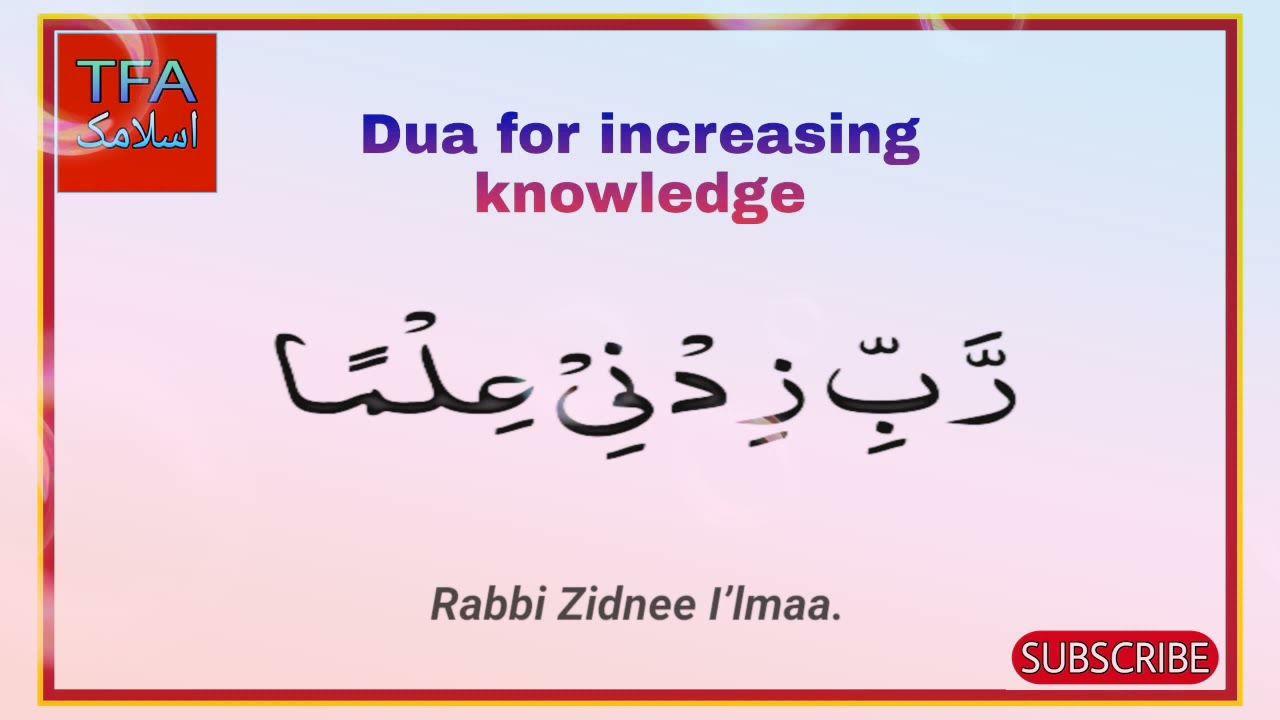 TFA
اسلامک
Dua for increasing
knowledge
رَّبِّ زِدْنِيْ عِلْمًا
Rabbi Zidnee I’lmaa.
SUBSCRIBE